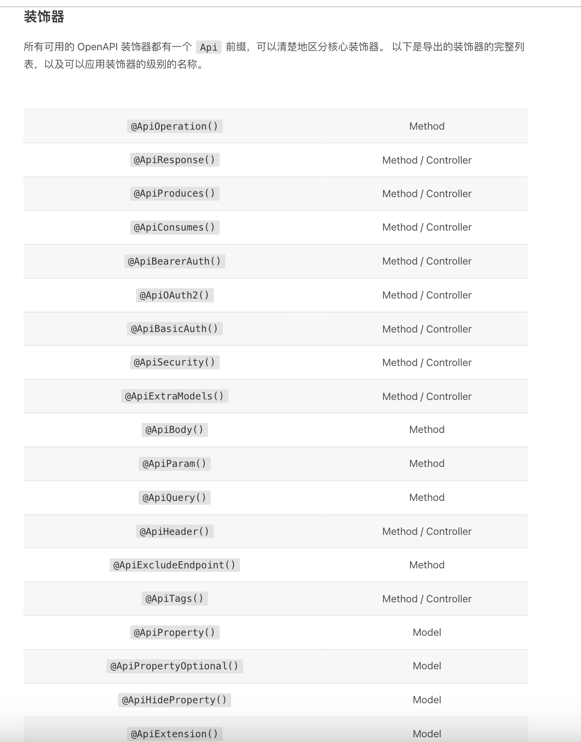 装饰器
所有可用的 OpenAPI 装饰器都有一个 Api 前缀，可以清楚地区分核心装饰器。 以下是导出的装饰器的完整列
表，以及可以应用装饰器的级别的名称。
@ApiOperation() Method
@ApiResponse() Method / Controller
@ApiProduces() Method / Controller
@ApiConsumes() Method / Controller
@ApiBearerAuth() Method / Controller
@ApiOAuth2() Method / Controller
@ApiBasicAuth() Method / Controller
@ApiSecurity() Method / Controller
@ApiExtraModels() Method / Controller
@ApiBody() Method
@ApiParam() Method
@ApiQuery() Method
@ApiHeader() Method / Controller
@ApiExcludeEndpoint() Method
@ApiTags() Method / Controller
@ApiProperty() Model
@ApiPropertyOptional() Model
@ApiHideProperty() Model
@ApiExtension() Model